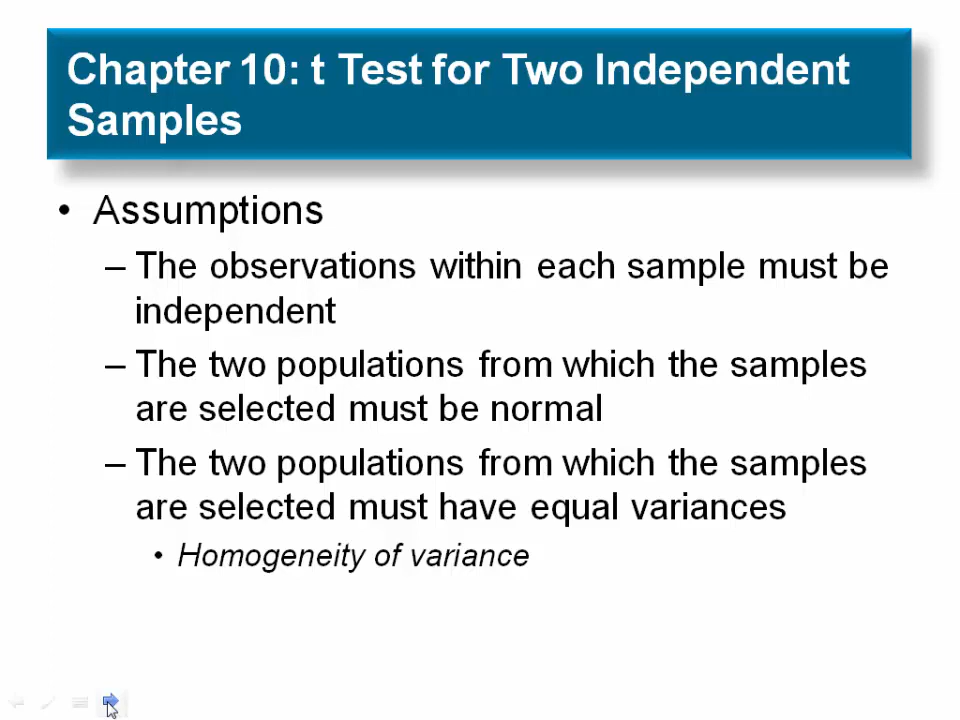 Chapter 10: t Test for Two Independent
Samples
• Assumptions
– The observations within each sample must be
independent
– The two populations from which the samples
are selected must be normal
– The two populations from which the samples
are selected must have equal variances
• Homogeneity of variance